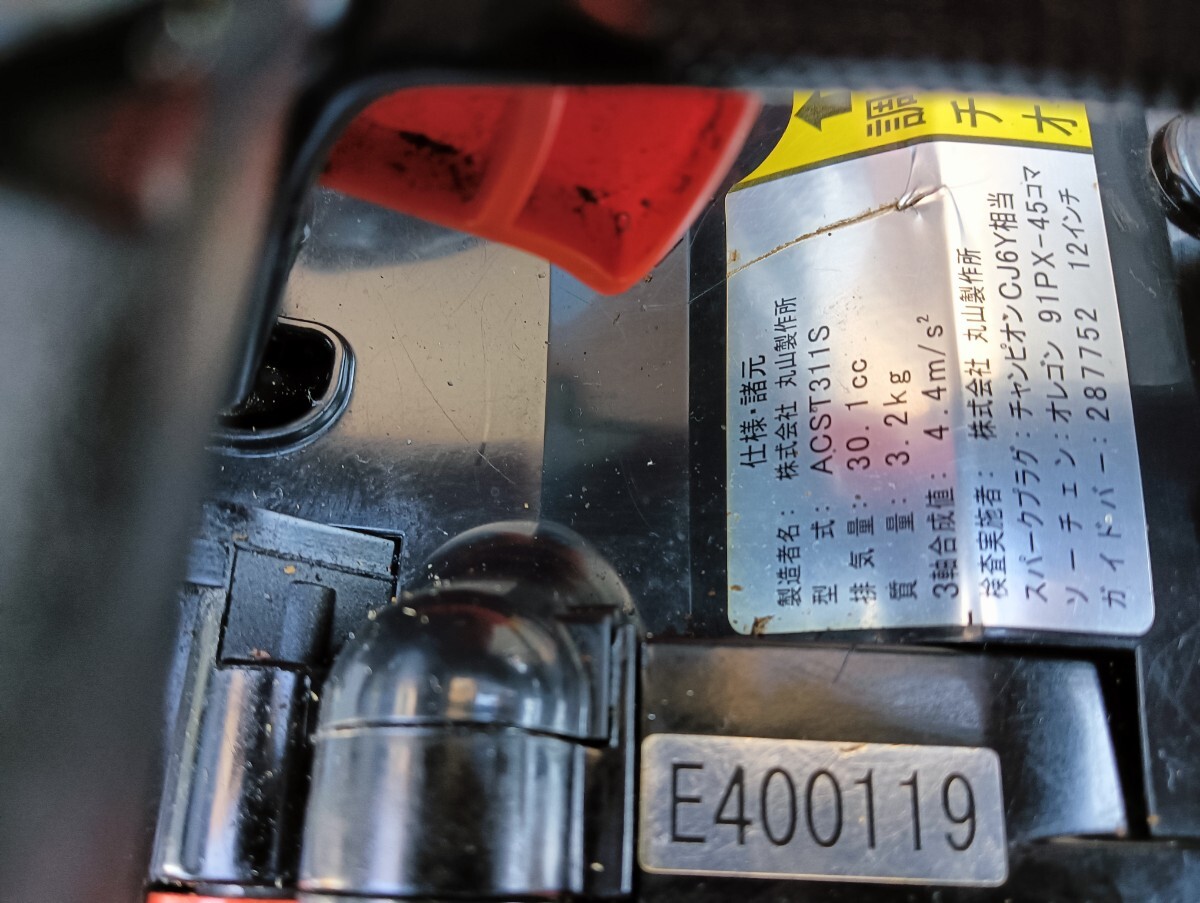 調
チ
オ
仕様・諸元
製造者名: 株式会社 丸山製作所
型式: ACST311S
排気量: 30.1cc
質量: 3.2kg
3軸合成値: 4.4m/s²
検査実施者: 株式会社 丸山製作所
スパークプラグ: チャンピオンCJ6Y相当
ソーチェン: オレゴン 91PX-45コマ
ガイドバー: 287752 12インチ
E400119